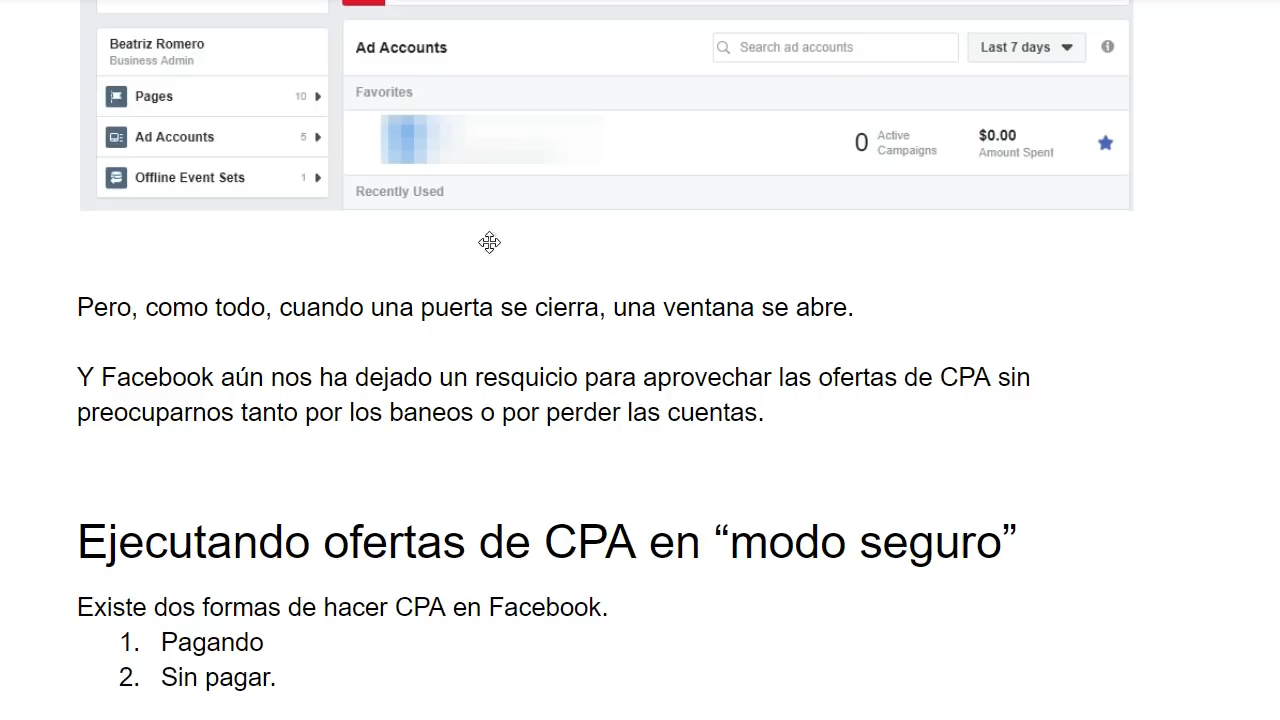 Beatriz Romero
Business Admin
Pages 10
Ad Accounts 5
Offline Event Sets 1
Ad Accounts
Search ad accounts
Last 7 days
Favorites
0 Active Campaigns
$0.00
Amount Spent
Recently Used
Pero, como todo, cuando una puerta se cierra, una ventana se abre.
Y Facebook aún nos ha dejado un resquicio para aprovechar las ofertas de CPA sin
preocuparnos tanto por los baneos o por perder las cuentas.
Ejecutando ofertas de CPA en “modo seguro”
Existe dos formas de hacer CPA en Facebook.
1. Pagando
2. Sin pagar.